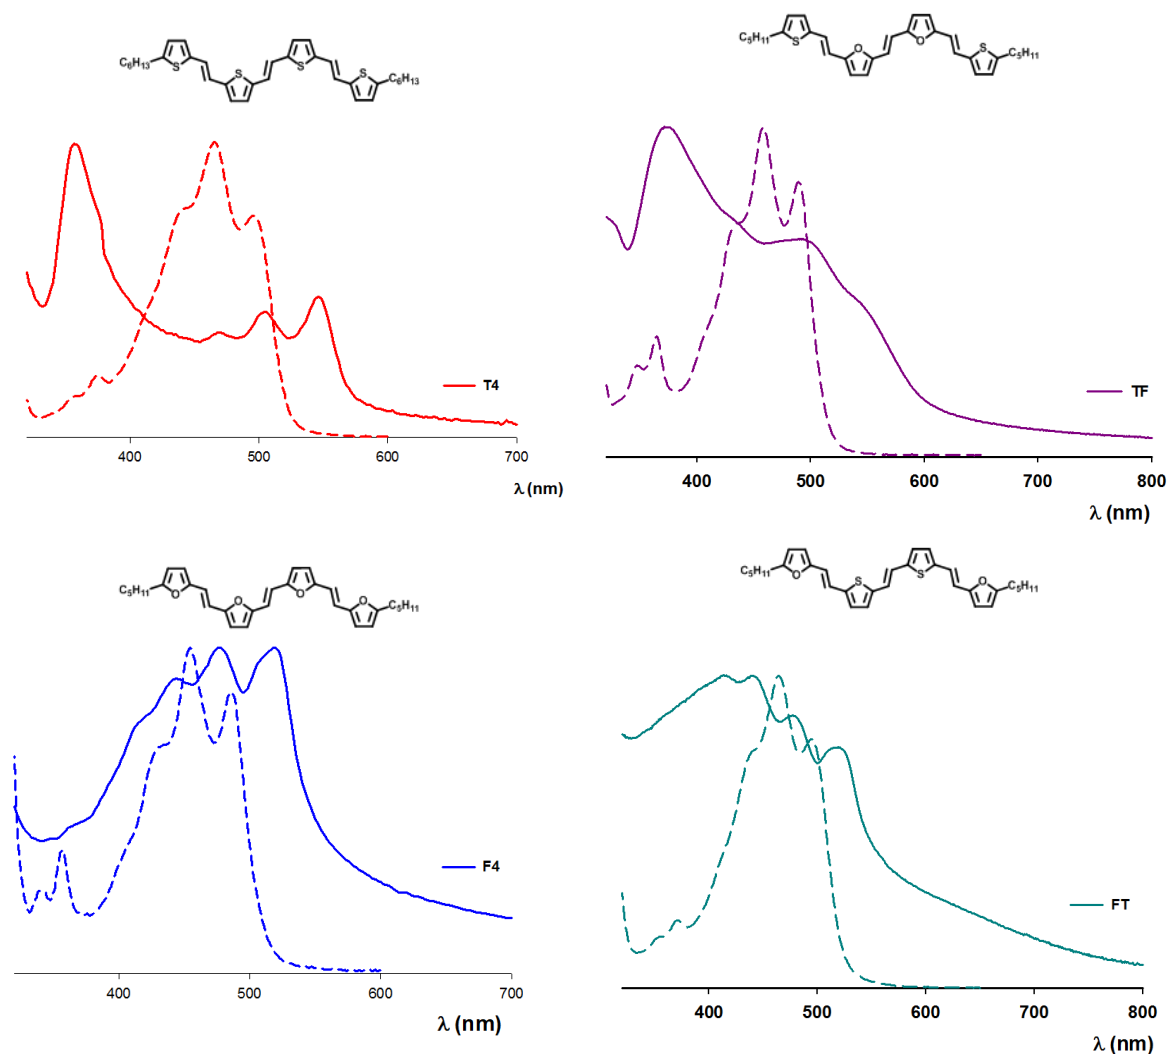 C6H13 S S S S C6H13
T4
400 500 600 700
λ (nm)
C5H11 S O O S C5H11
TF
400 500 600 700 800
λ (nm)
C5H11 O O O O C5H11
F4
400 500 600 700
λ (nm)
C5H11 O S S O C5H11
FT
400 500 600 700 800
λ (nm)